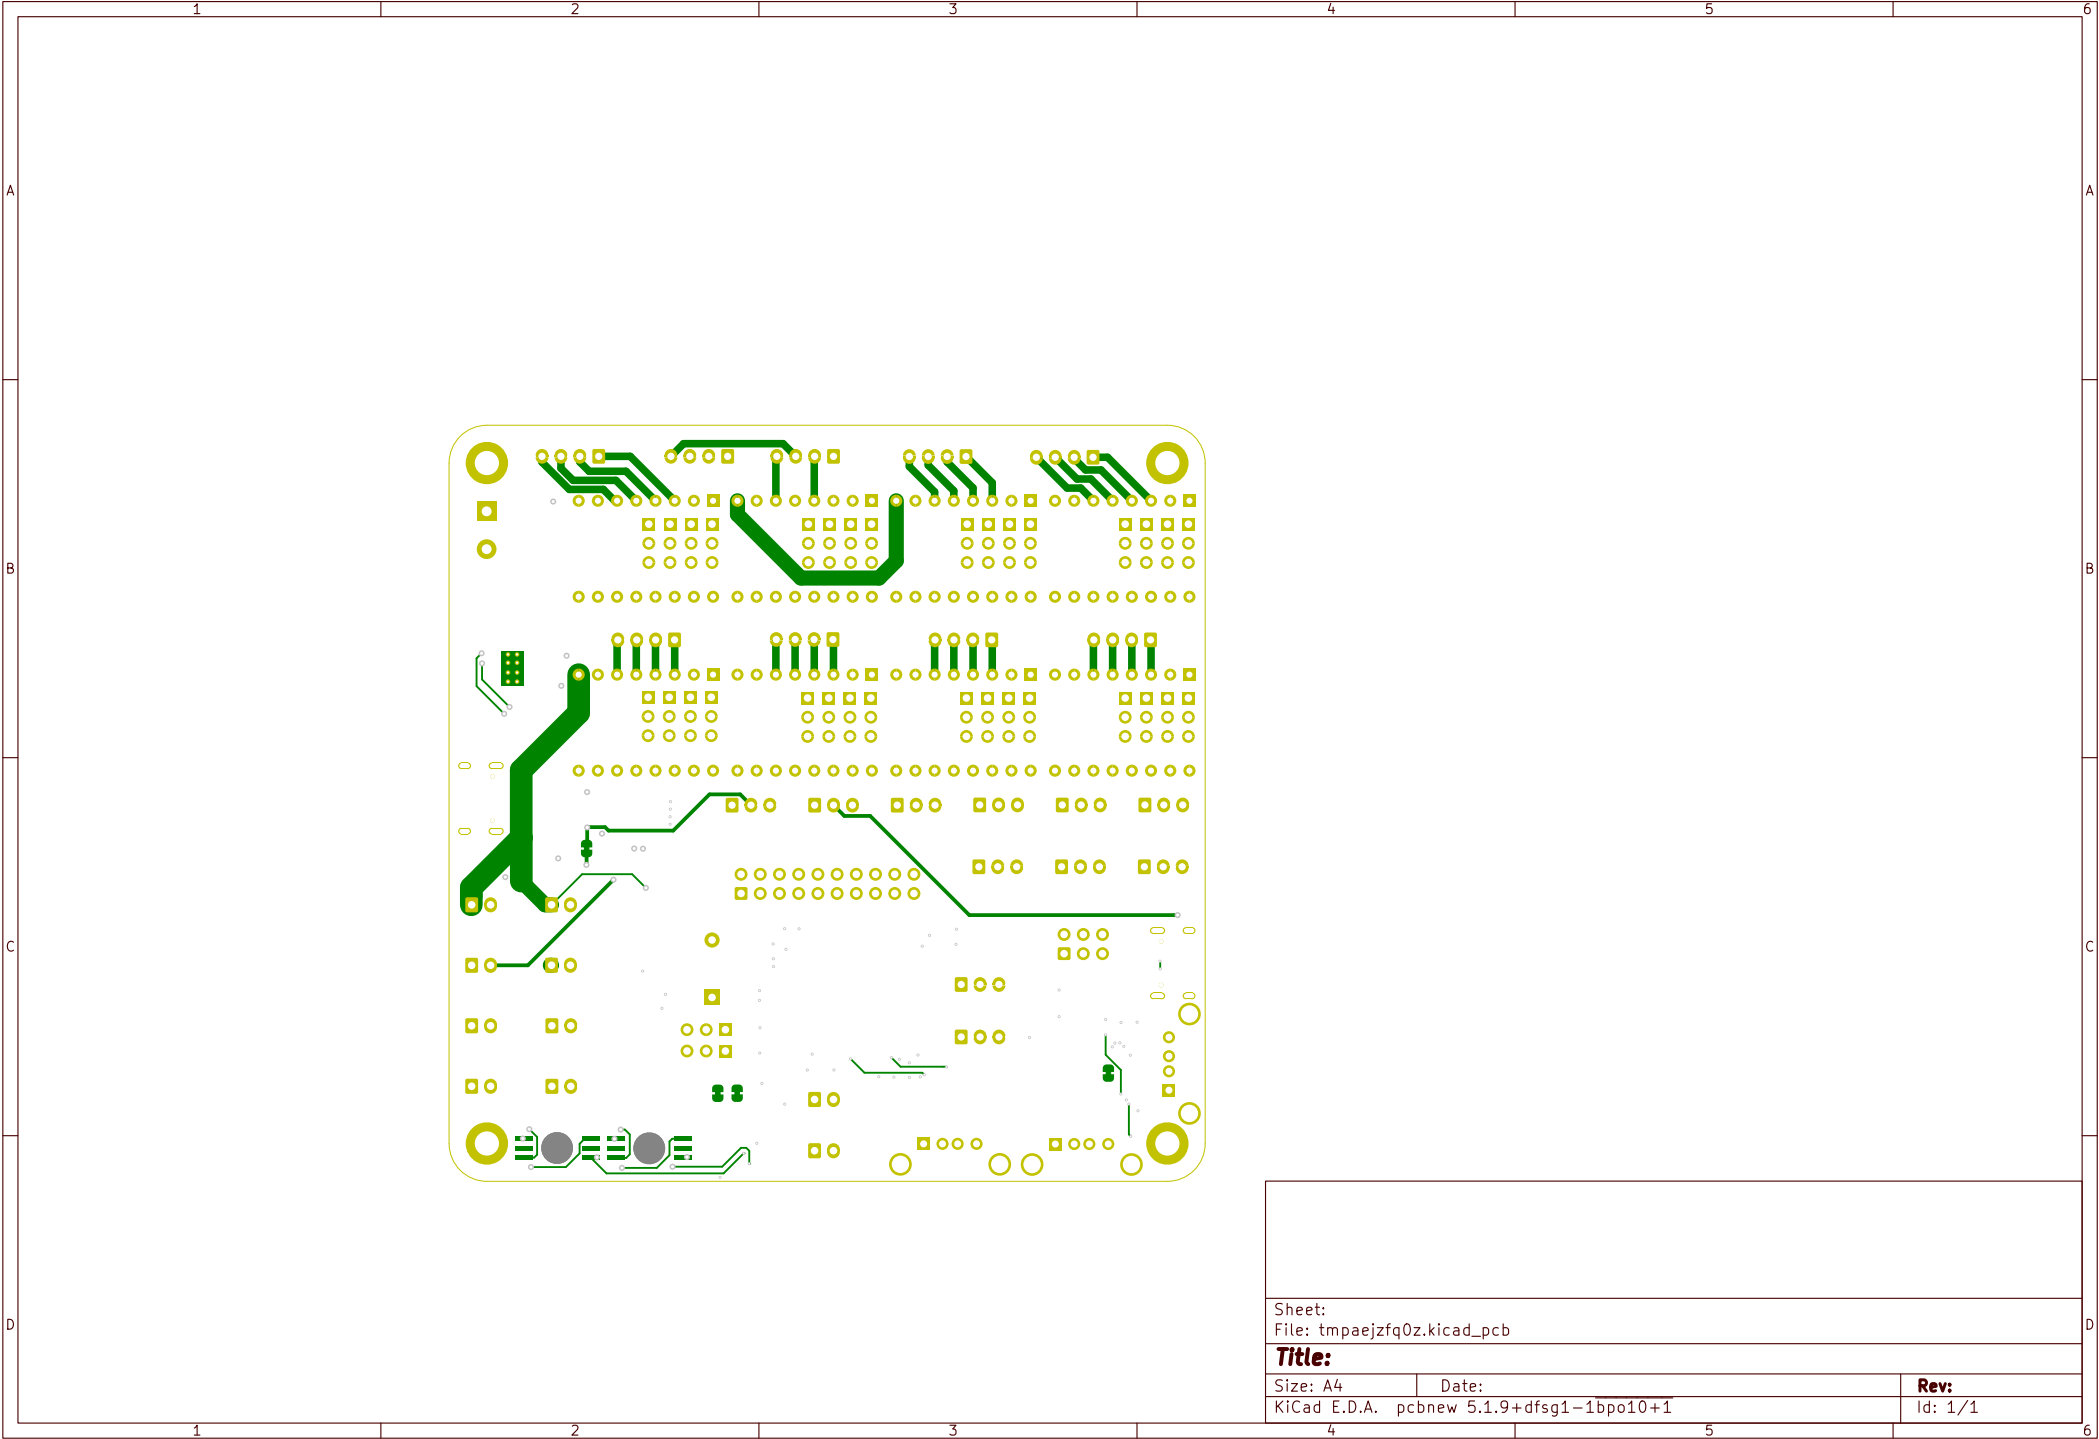 1 2 3 4 5 6
A A
B B
C C
D D
Sheet:
File: tmpaejzfq0z.kicad_pcb
Title:
Size: A4 Date: Rev:
KiCad E.D.A. pcbnew 5.1.9+dfsg1-1bpo10+1 Id: 1/1
1 2 3 4 5 6